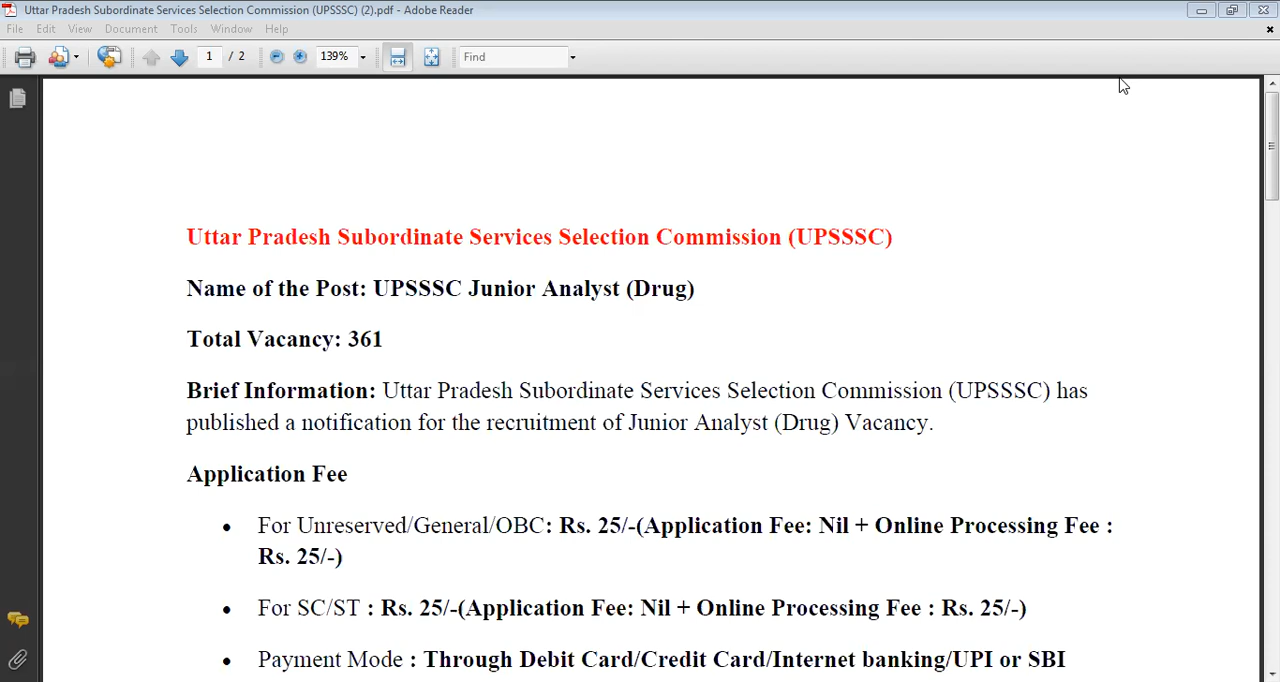 Uttar Pradesh Subordinate Services Selection Commission (UPSSSC) (2).pdf - Adobe Reader
File Edit View Document Tools Window Help
1 / 2 139% Find
Uttar Pradesh Subordinate Services Selection Commission (UPSSSC)
Name of the Post: UPSSSC Junior Analyst (Drug)
Total Vacancy: 361
Brief Information: Uttar Pradesh Subordinate Services Selection Commission (UPSSSC) has
published a notification for the recruitment of Junior Analyst (Drug) Vacancy.
Application Fee
• For Unreserved/General/OBC: Rs. 25/-(Application Fee: Nil + Online Processing Fee :
Rs. 25/-)
• For SC/ST : Rs. 25/-(Application Fee: Nil + Online Processing Fee : Rs. 25/-)
• Payment Mode : Through Debit Card/Credit Card/Internet banking/UPI or SBI